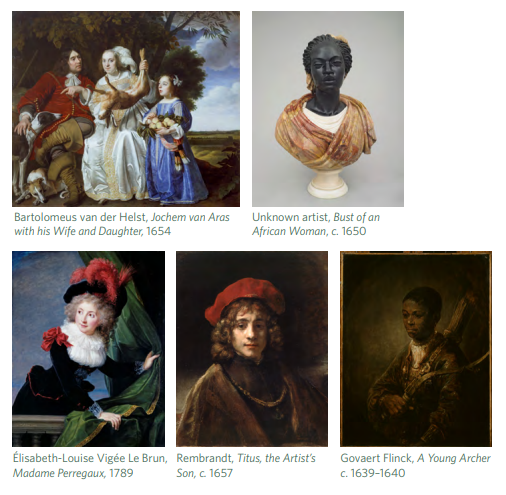 Bartolomeus van der Helst, Jochem van Aras
with his Wife and Daughter, 1654
Unknown artist, Bust of an
African Woman, c. 1650
Élisabeth-Louise Vigée Le Brun,
Madame Perregaux, 1789
Rembrandt, Titus, the Artist's
Son, c. 1657
Govaert Flinck, A Young Archer
c. 1639–1640